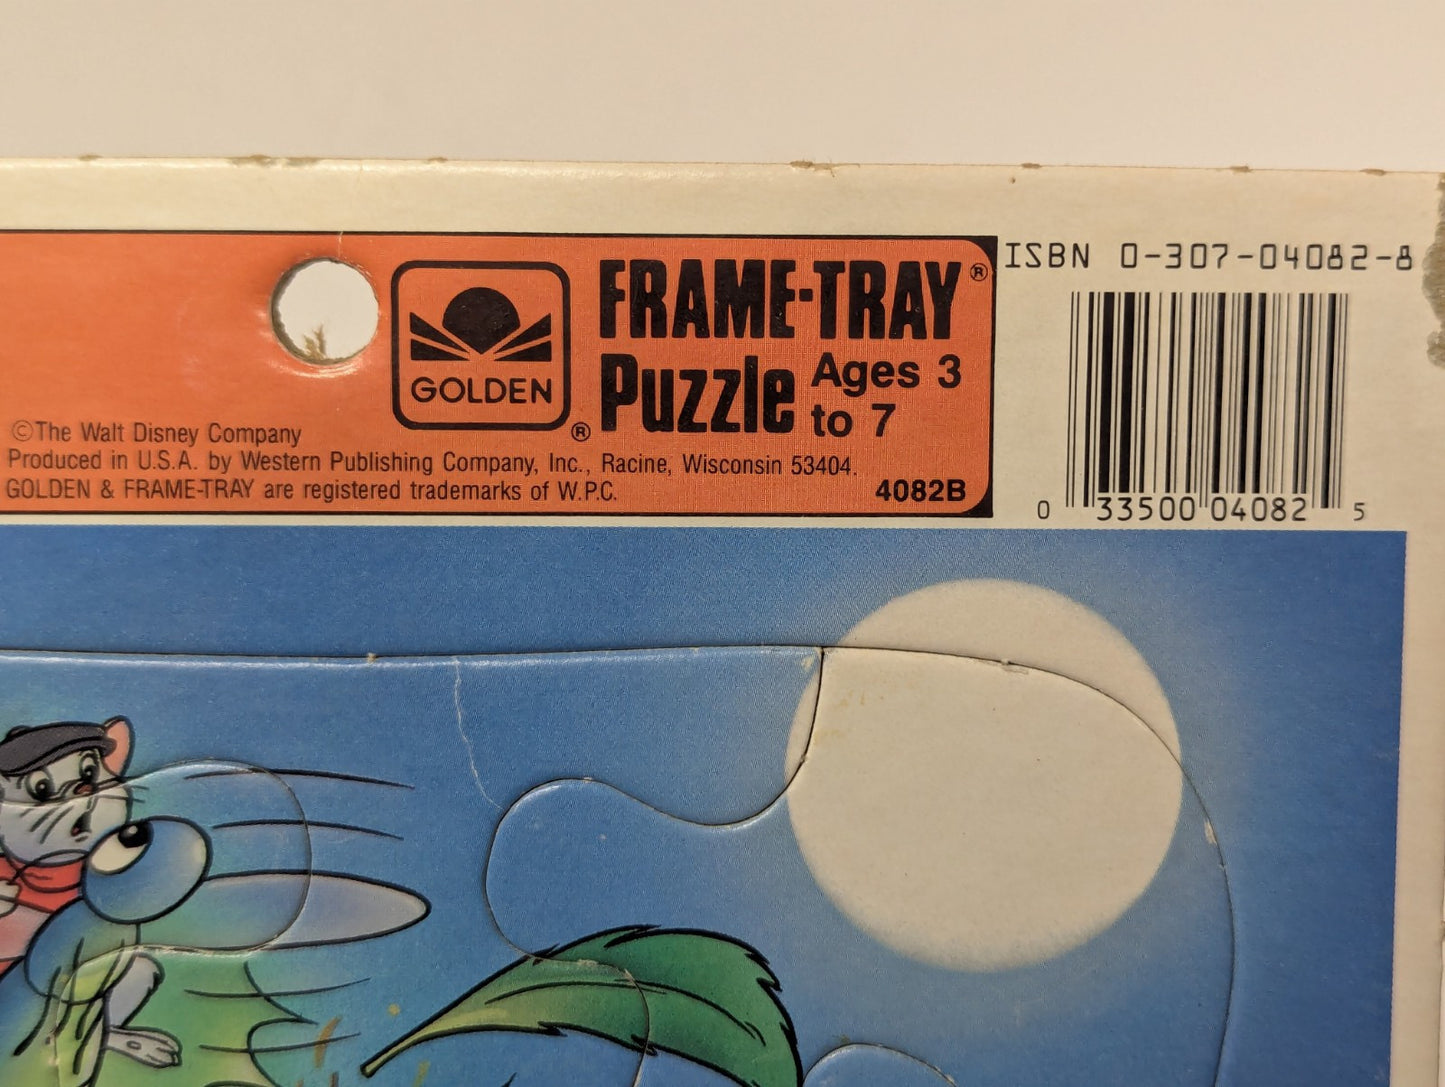 GOLDEN ®
FRAME-TRAY®
Puzzle Ages 3
to 7
©The Walt Disney Company
Produced in U.S.A. by Western Publishing Company, Inc., Racine, Wisconsin 53404.
GOLDEN & FRAME-TRAY are registered trademarks of W.P.C.
4082B
ISBN 0-307-04082-8
0 33500 04082 5